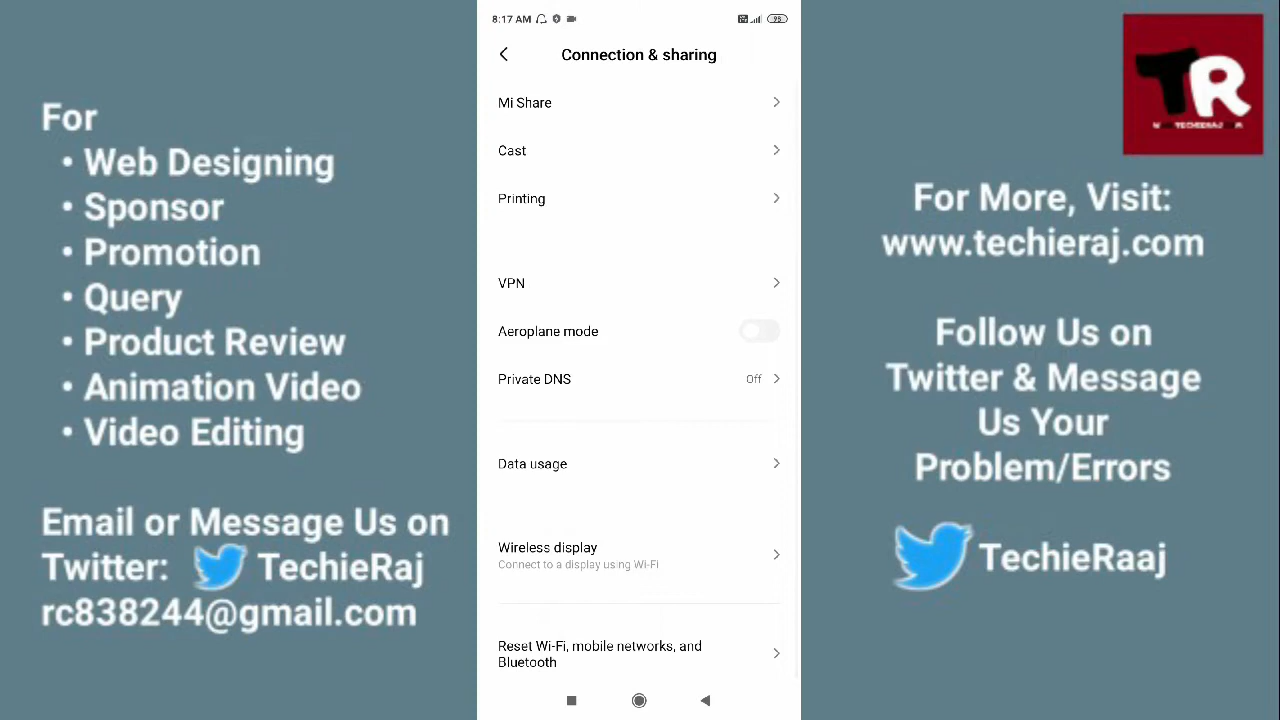 For
• Web Designing
• Sponsor
• Promotion
• Query
• Product Review
• Animation Video
• Video Editing
Email or Message Us on
Twitter: TechieRaj
rc838244@gmail.com
8:17 AM
98
Connection & sharing
Mi Share
Cast
Printing
VPN
Aeroplane mode
Private DNS Off
Data usage
Wireless display
Connect to a display using Wi-Fi
Reset Wi-Fi, mobile networks, and
Bluetooth
TR
For More, Visit:
www.techieraj.com
Follow Us on
Twitter & Message
Us Your
Problem/Errors
TechieRaaj